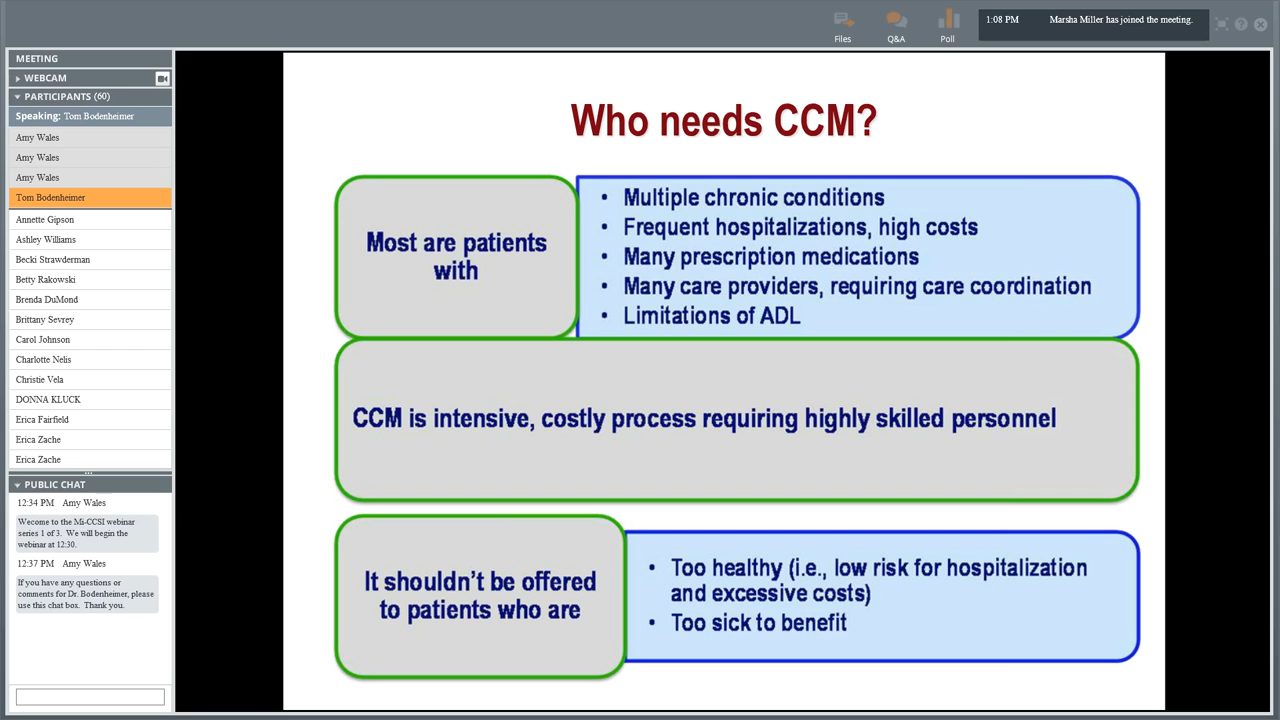 Files
Q&A
Poll
1:08 PM Marsha Miller has joined the meeting.
MEETING
WEBCAM
PARTICIPANTS (60)
Speaking: Tom Bodenheimer
Amy Wales
Amy Wales
Amy Wales
Tom Bodenheimer
Annette Gipson
Ashley Williams
Becki Strawderman
Betty Rakowski
Brenda DuMond
Brittany Sevrey
Carol Johnson
Charlotte Nelis
Christie Vela
DONNA KLUCK
Erica Fairfield
Erica Zache
Erica Zache
PUBLIC CHAT
12:34 PM Amy Wales
Wecome to the Mi-CCSI webinar
series 1 of 3. We will begin the
webinar at 12:30.
12:37 PM Amy Wales
If you have any questions or
comments for Dr. Bodenheimer, please
use this chat box. Thank you.
Who needs CCM?
Most are patients
with
• Multiple chronic conditions
• Frequent hospitalizations, high costs
• Many prescription medications
• Many care providers, requiring care coordination
• Limitations of ADL
CCM is intensive, costly process requiring highly skilled personnel
It shouldn't be offered
to patients who are
• Too healthy (i.e., low risk for hospitalization
and excessive costs)
• Too sick to benefit